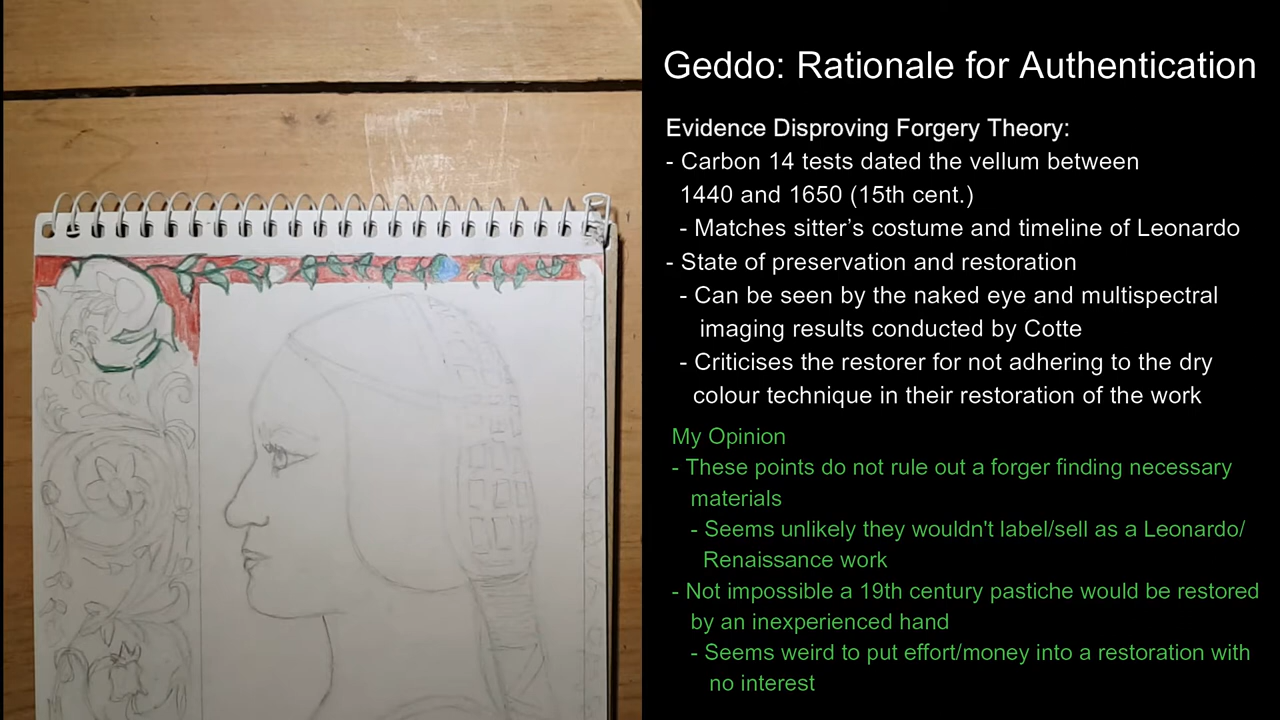 Geddo: Rationale for Authentication
Evidence Disproving Forgery Theory:
- Carbon 14 tests dated the vellum between
1440 and 1650 (15th cent.)
- Matches sitter’s costume and timeline of Leonardo
- State of preservation and restoration
- Can be seen by the naked eye and multispectral
imaging results conducted by Cotte
- Criticises the restorer for not adhering to the dry
colour technique in their restoration of the work
My Opinion
- These points do not rule out a forger finding necessary
materials
- Seems unlikely they wouldn't label/sell as a Leonardo/
Renaissance work
- Not impossible a 19th century pastiche would be restored
by an inexperienced hand
- Seems weird to put effort/money into a restoration with
no interest